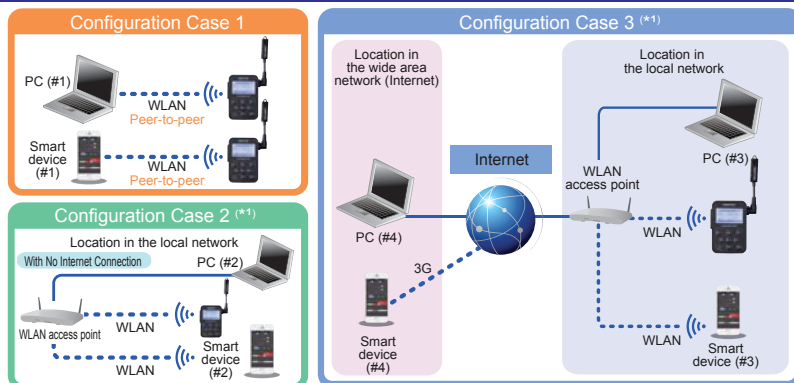 Configuration Case 1
PC (#1)
WLAN
Peer-to-peer
Smart
device
(#1)
WLAN
Peer-to-peer
Configuration Case 2 (*1)
Location in the local network
With No Internet Connection
PC (#2)
WLAN access point
WLAN
Smart
device
(#2)
WLAN
Configuration Case 3 (*1)
Location in
the wide area
network (Internet)
PC (#4)
Smart
device
(#4)
3G
Internet
Location in
the local network
PC (#3)
WLAN
access point
WLAN
WLAN
Smart
device (#3)